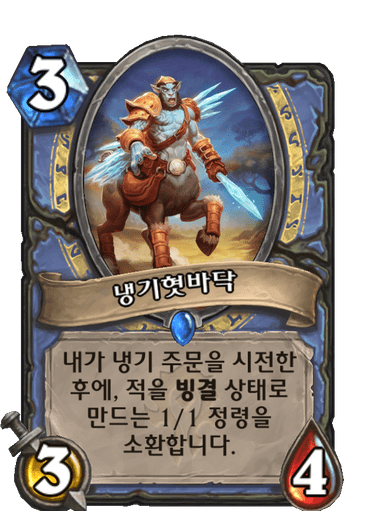 3
냉기혓바닥
내가 냉기 주문을 시전한
후에, 적을 빙결 상태로
만드는 1/1 정령을
소환합니다.
3
4